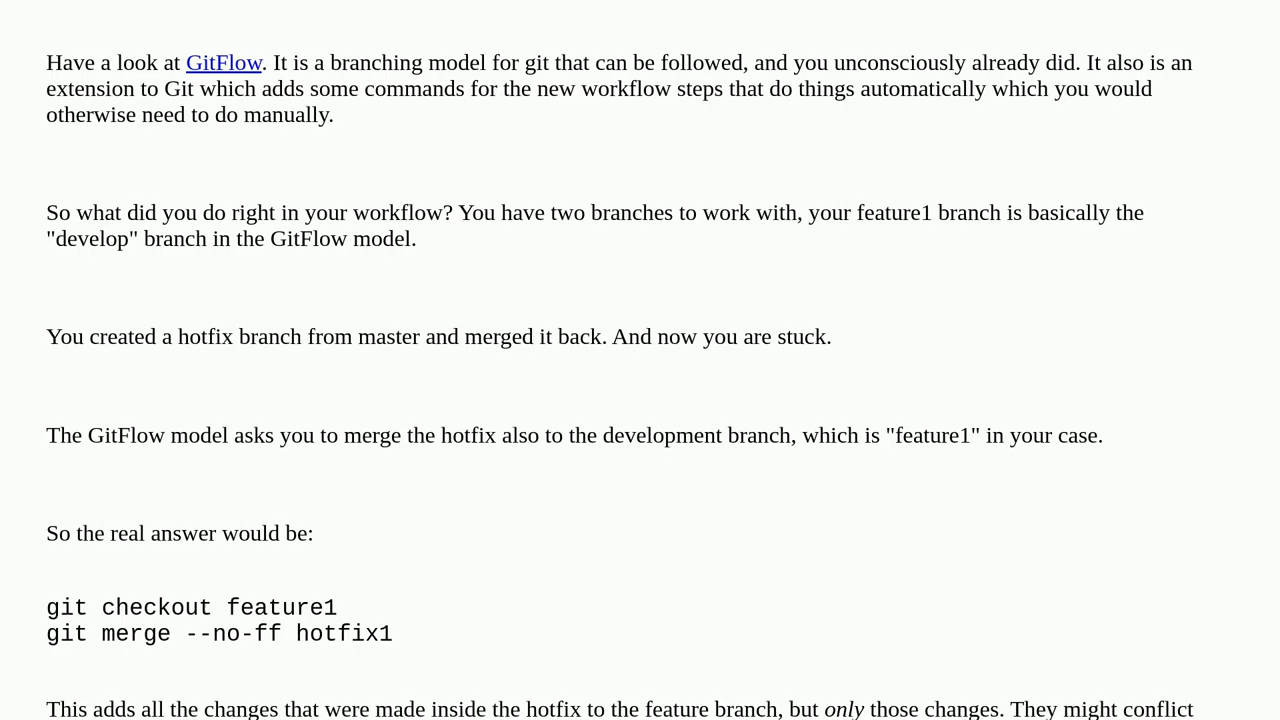 Have a look at GitFlow. It is a branching model for git that can be followed, and you unconsciously already did. It also is an
extension to Git which adds some commands for the new workflow steps that do things automatically which you would
otherwise need to do manually.
So what did you do right in your workflow? You have two branches to work with, your feature1 branch is basically the
"develop" branch in the GitFlow model.
You created a hotfix branch from master and merged it back. And now you are stuck.
The GitFlow model asks you to merge the hotfix also to the development branch, which is "feature1" in your case.
So the real answer would be:
git checkout feature1
git merge --no-ff hotfix1
This adds all the changes that were made inside the hotfix to the feature branch, but only those changes. They might conflict